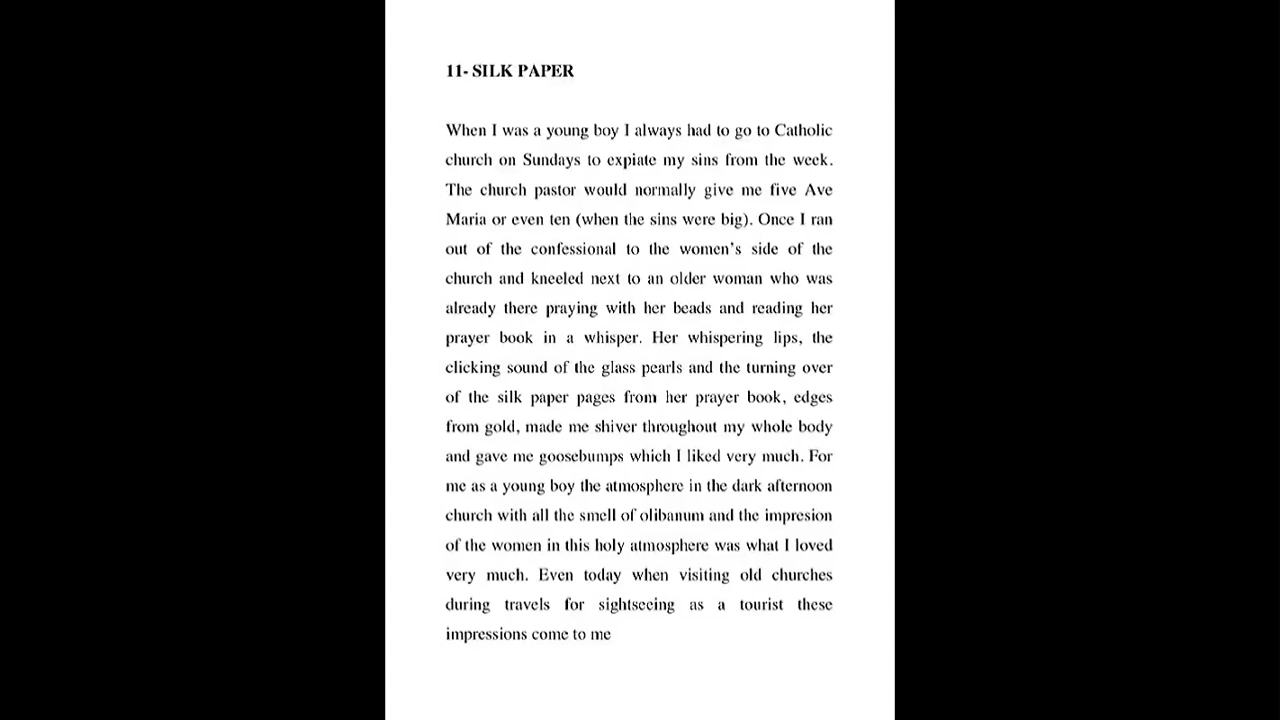 11- SILK PAPER
When I was a young boy I always had to go to Catholic
church on Sundays to expiate my sins from the week.
The church pastor would normally give me five Ave
Maria or even ten (when the sins were big). Once I ran
out of the confessional to the women's side of the
church and kneeled next to an older woman who was
already there praying with her beads and reading her
prayer book in a whisper. Her whispering lips, the
clicking sound of the glass pearls and the turning over
of the silk paper pages from her prayer book, edges
from gold, made me shiver throughout my whole body
and gave me goosebumps which I liked very much. For
me as a young boy the atmosphere in the dark afternoon
church with all the smell of olibanum and the impresion
of the women in this holy atmosphere was what I loved
very much. Even today when visiting old churches
during travels for sightseeing as a tourist these
impressions come to me